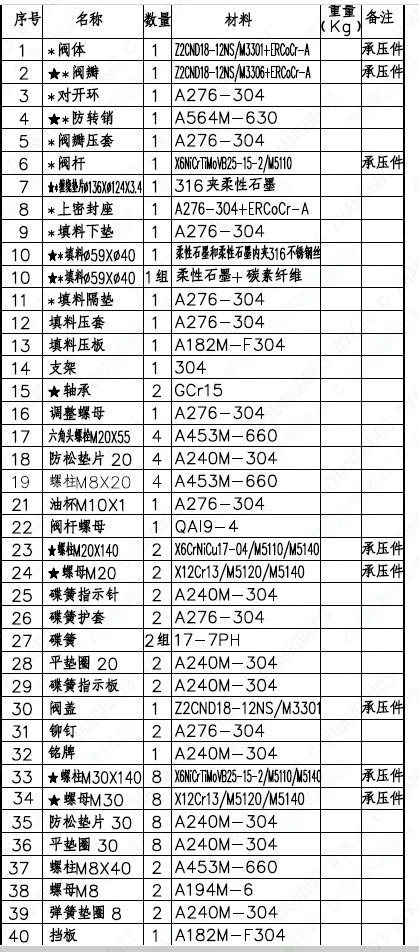 序号 名称 数量 材料 重量(Kg) 备注
1 *阀体 1 Z2CND18-12NS/M3301+ERCoCr-A 承压件
2 ★*阀瓣 1 Z2CND18-12NS/M3306+ERCoCr-A 承压件
3 *对开环 1 A276-304
4 ★*防转销 1 A564M-630
5 *阀瓣压套 1 A276-304
6 *阀杆 1 X6NiCrTiMoVB25-15-2/M5110 承压件
7 ★*缠绕垫片ø136Xø124X3.4 1 316夹柔性石墨
8 *上密封座 1 A276-304+ERCoCr-A
9 *填料下垫 1 A276-304
10 ★*填料ø59Xø40 1 柔性石墨和柔性石墨内夹316不锈钢丝
10 ★*填料ø59Xø40 1组 柔性石墨+碳素纤维
11 *填料隔垫 1 A276-304
12 填料压套 1 A276-304
13 填料压板 1 A182M-F304
14 支架 1 304
15 ★轴承 2 GCr15
16 调整螺母 1 A276-304
17 六角头螺栓M20X55 4 A453M-660
18 防松垫片 20 4 A240M-304
19 螺柱M8X20 4 A453M-660
21 油杯M10X1 1 A276-304
22 阀杆螺母 1 QAl9-4
23 ★螺柱M20X140 2 X6CrNiCu17-04/M5110/M5140 承压件
24 ★螺母M20 2 X12Cr13/M5120/M5140 承压件
25 碟簧指示针 2 A240M-304
26 碟簧护套 2 A276-304
27 碟簧 2组 17-7PH
28 平垫圈 20 2 A240M-304
29 碟簧指示板 2 A240M-304
30 阀盖 1 Z2CND18-12NS/M3301 承压件
31 铆钉 2 A276-304
32 铭牌 1 A240M-304
33 ★螺柱M30X140 8 X6NiCrTiMoVB25-15-2/M5110/M5140 承压件
34 ★螺母M30 8 X12Cr13/M5120/M5140 承压件
35 防松垫片 30 8 A240M-304
36 平垫圈 30 8 A240M-304
37 螺柱M8X40 2 A453M-660
38 螺母M8 2 A194M-6
39 弹簧垫圈 8 2 A240M-304
40 挡板 1 A182M-F304